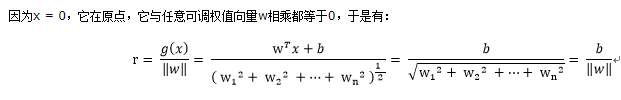 因为x = 0，它在原点，它与任意可调权值向量w相乘都等于0，于是有：
r = g(x)/‖w‖ = (wᵀx + b)/( w₁² + w₂² + ⋯ + wₙ² )^(1/2) = b/√(w₁² + w₂² + ⋯ + wₙ²) = b/‖w‖